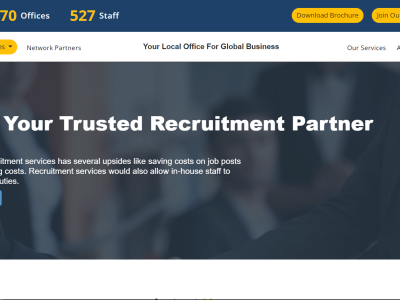 70 Offices 527 Staff Download Brochure Join Our
Network Partners Your Local Office For Global Business Our Services
Your Trusted Recruitment Partner
itment services has several upsides like saving costs on job posts
g costs. Recruitment services would also allow in-house staff to
uties.